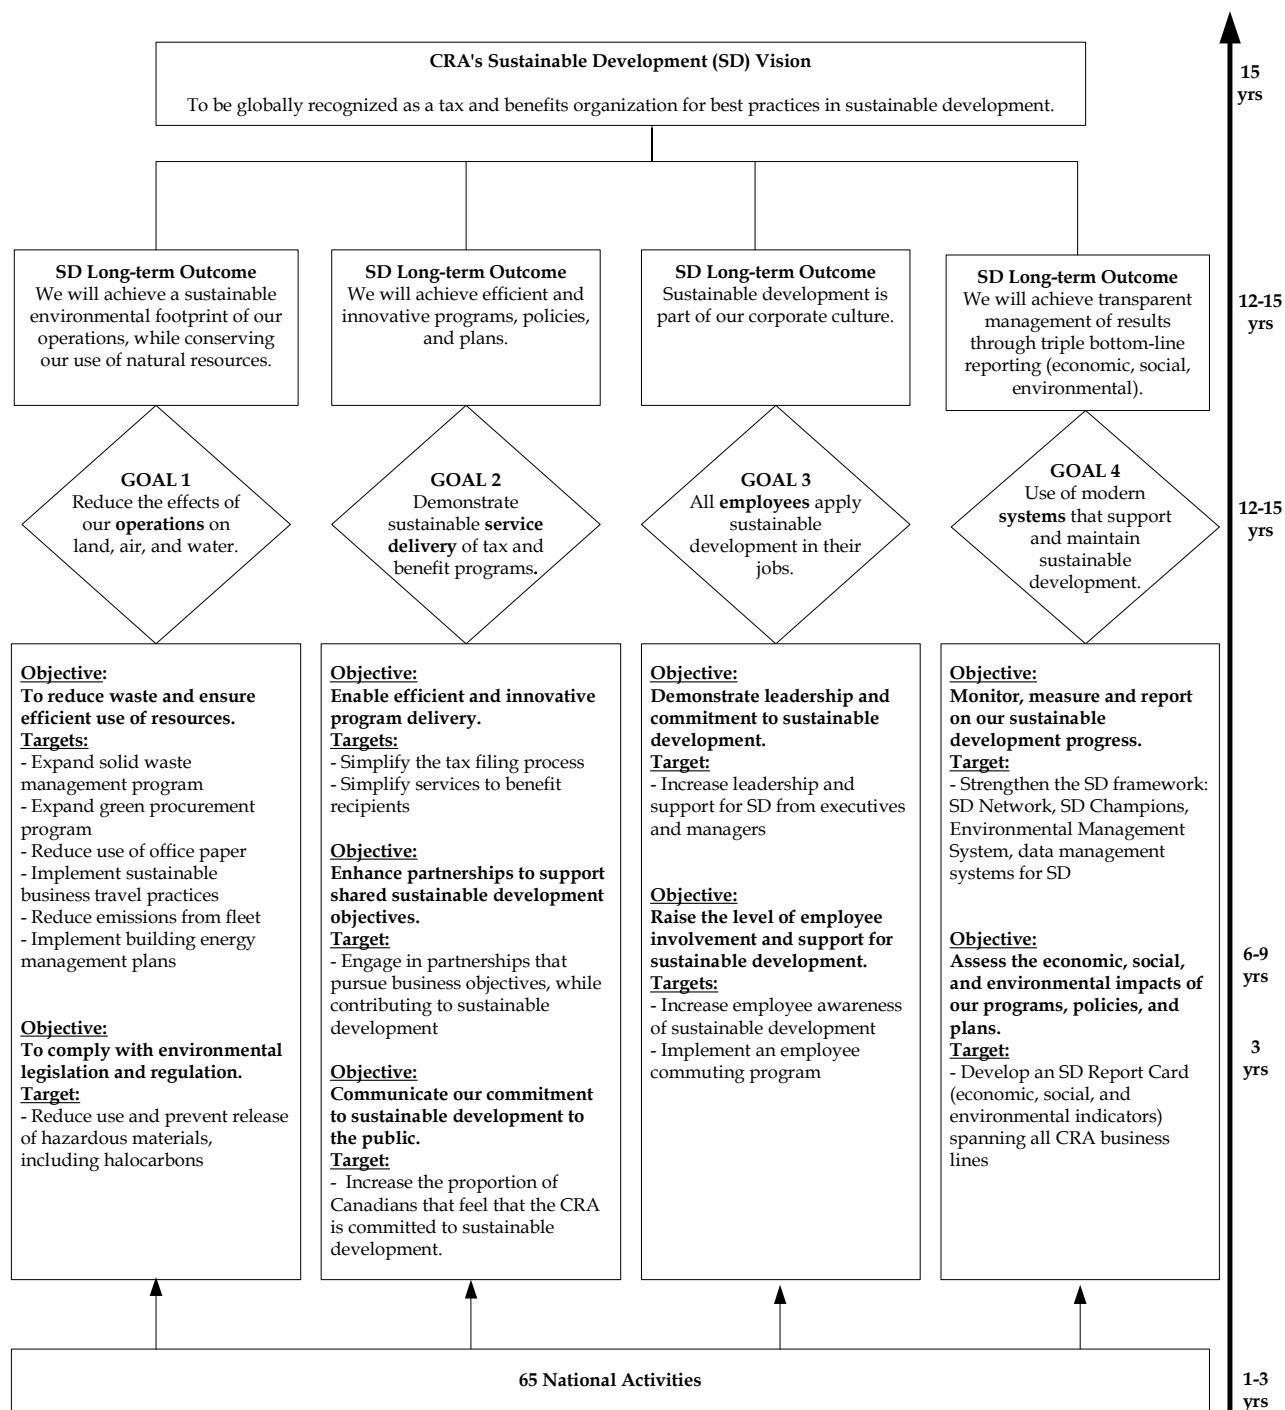 CRA's Sustainable Development (SD) Vision
To be globally recognized as a tax and benefits organization for best practices in sustainable development.
15
yrs
SD Long-term Outcome
We will achieve a sustainable
environmental footprint of our
operations, while conserving
our use of natural resources.
SD Long-term Outcome
We will achieve efficient and
innovative programs, policies,
and plans.
SD Long-term Outcome
Sustainable development is
part of our corporate culture.
SD Long-term Outcome
We will achieve transparent
management of results
through triple bottom-line
reporting (economic, social,
environmental).
12-15
yrs
GOAL 1
Reduce the effects of
our operations on
land, air, and water.
GOAL 2
Demonstrate
sustainable service
delivery of tax and
benefit programs.
GOAL 3
All employees apply
sustainable
development in their
jobs.
GOAL 4
Use of modern
systems that support
and maintain
sustainable
development.
12-15
yrs
Objective:
To reduce waste and ensure
efficient use of resources.
Targets:
- Expand solid waste
management program
- Expand green procurement
program
- Reduce use of office paper
- Implement sustainable
business travel practices
- Reduce emissions from fleet
- Implement building energy
management plans
Objective:
To comply with environmental
legislation and regulation.
Target:
- Reduce use and prevent release
of hazardous materials,
including halocarbons
Objective:
Enable efficient and innovative
program delivery.
Targets:
- Simplify the tax filing process
- Simplify services to benefit
recipients
Objective:
Enhance partnerships to support
shared sustainable development
objectives.
Target:
- Engage in partnerships that
pursue business objectives, while
contributing to sustainable
development
Objective:
Communicate our commitment
to sustainable development to
the public.
Target:
- Increase the proportion of
Canadians that feel that the CRA
is committed to sustainable
development.
Objective:
Demonstrate leadership and
commitment to sustainable
development.
Target:
- Increase leadership and
support for SD from executives
and managers
Objective:
Raise the level of employee
involvement and support for
sustainable development.
Targets:
- Increase employee awareness
of sustainable development
- Implement an employee
commuting program
Objective:
Monitor, measure and report
on our sustainable
development progress.
Target:
- Strengthen the SD framework:
SD Network, SD Champions,
Environmental Management
System, data management
systems for SD
Objective:
Assess the economic, social,
and environmental impacts of
our programs, policies, and
plans.
Target:
- Develop an SD Report Card
(economic, social, and
environmental indicators)
spanning all CRA business
lines
6-9
yrs
3
yrs
65 National Activities
1-3
yrs